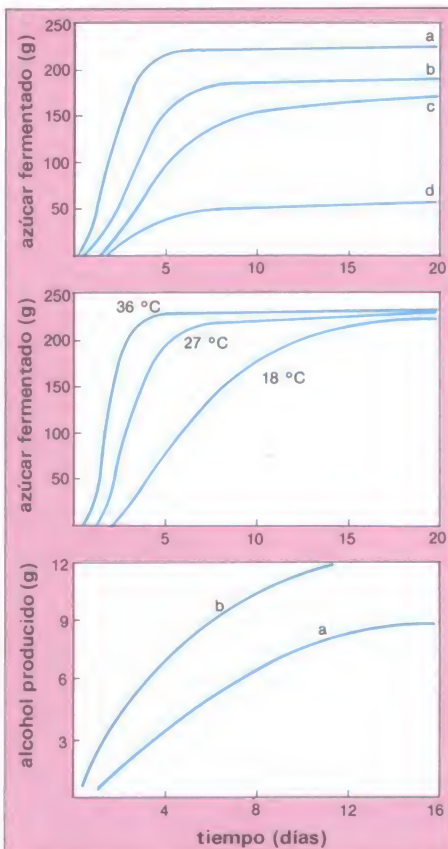 azúcar fermentado (g)
250
200
150
100
50
a
b
c
d
5
10
15
20
azúcar fermentado (g)
250
200
150
100
50
36 °C
27 °C
18 °C
5
10
15
20
alcohol producido (g)
12
9
6
3
b
a
4
8
12
16
tiempo (días)